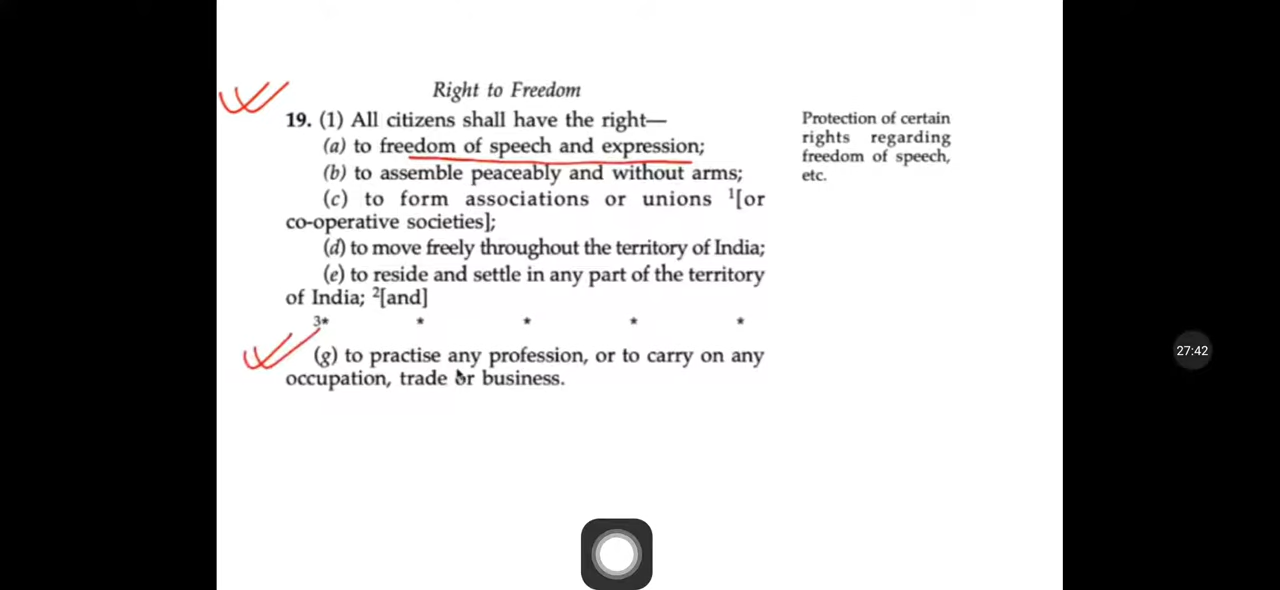 Right to Freedom
19. (1) All citizens shall have the right—
(a) to freedom of speech and expression;
(b) to assemble peaceably and without arms;
(c) to form associations or unions ¹[or
co-operative societies];
(d) to move freely throughout the territory of India;
(e) to reside and settle in any part of the territory
of India; ²[and]
3* * * * *
(g) to practise any profession, or to carry on any
occupation, trade or business.
Protection of certain
rights regarding
freedom of speech,
etc.
27:42